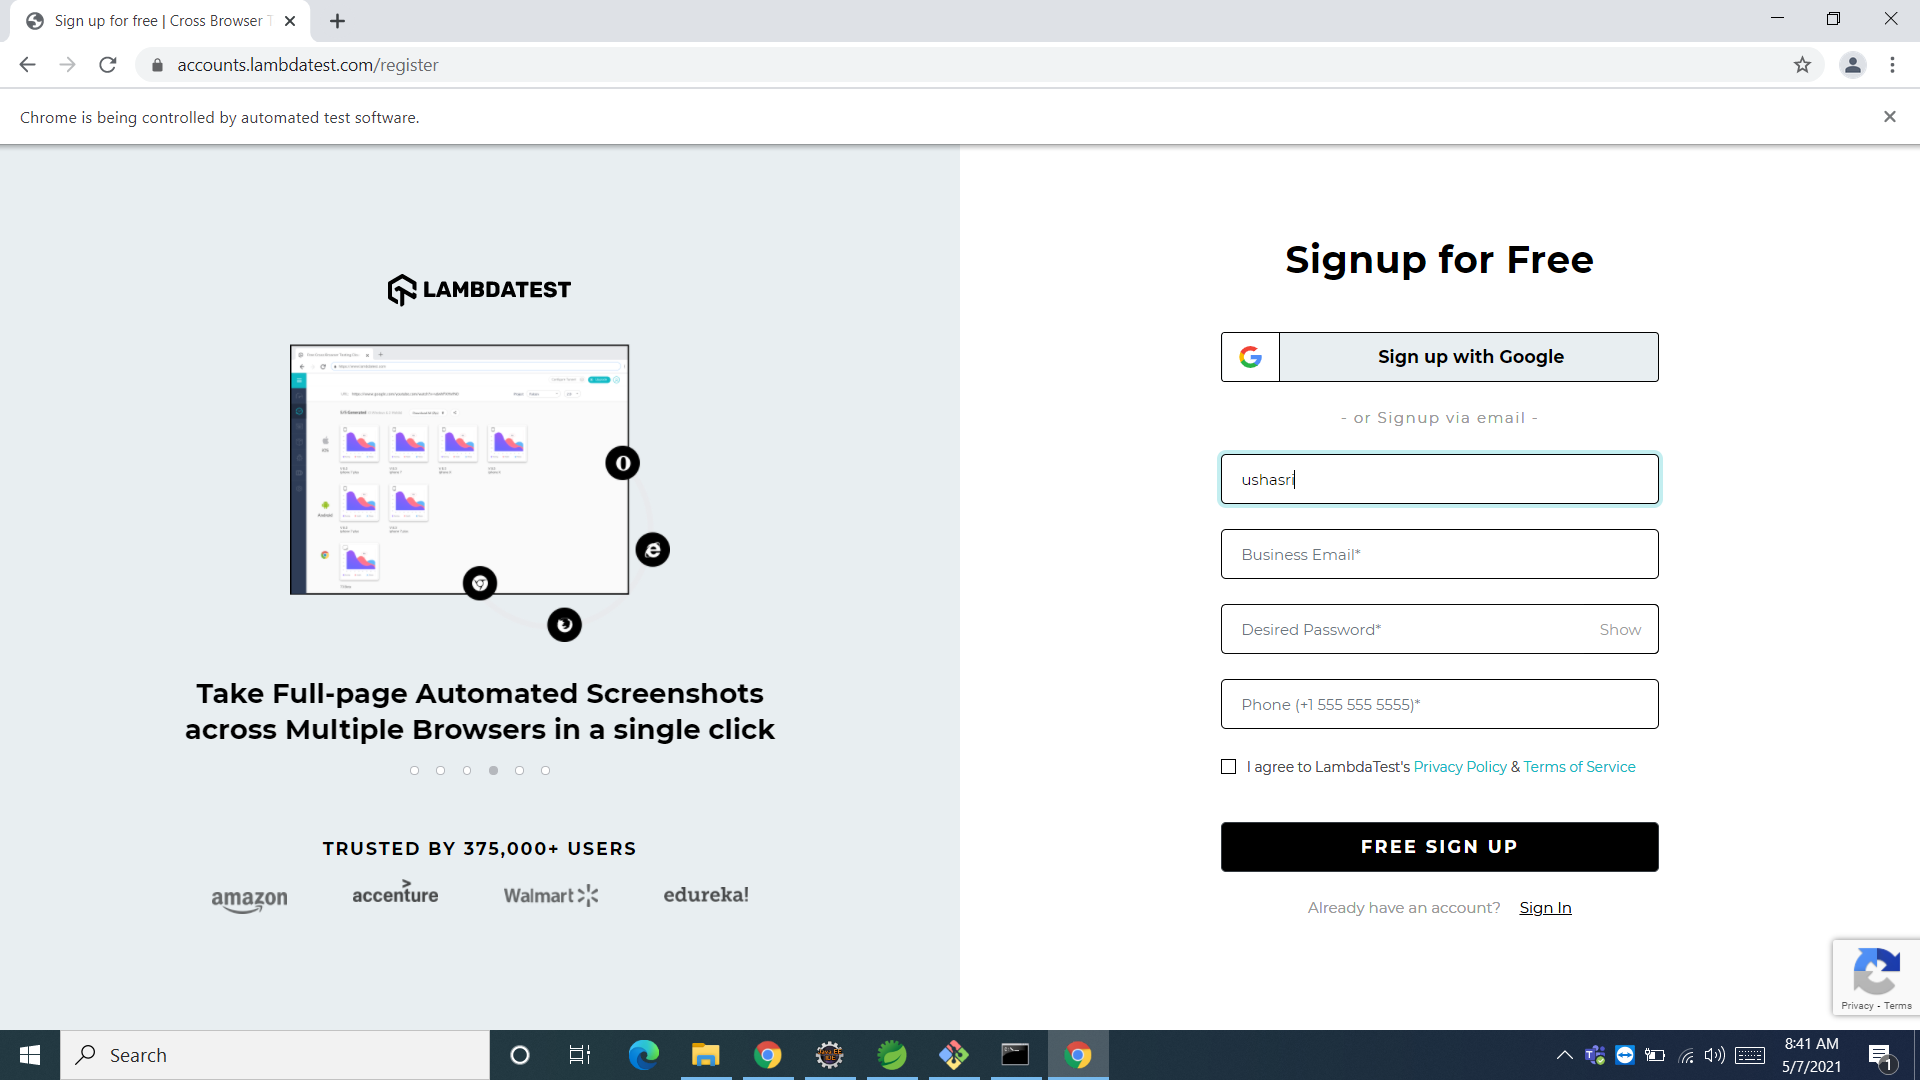 Sign up for free | Cross Browser T
accounts.lambdatest.com/register
Chrome is being controlled by automated test software.
LAMBDATEST
Take Full-page Automated Screenshots
across Multiple Browsers in a single click
TRUSTED BY 375,000+ USERS
amazon
accenture
Walmart
edureka!
Signup for Free
Sign up with Google
- or Signup via email -
ushasri
Business Email*
Desired Password*
Show
Phone (+1 555 555 5555)*
I agree to LambdaTest's Privacy Policy & Terms of Service
FREE SIGN UP
Already have an account? Sign In
Privacy - Terms
Search
8:41 AM
5/7/2021
1